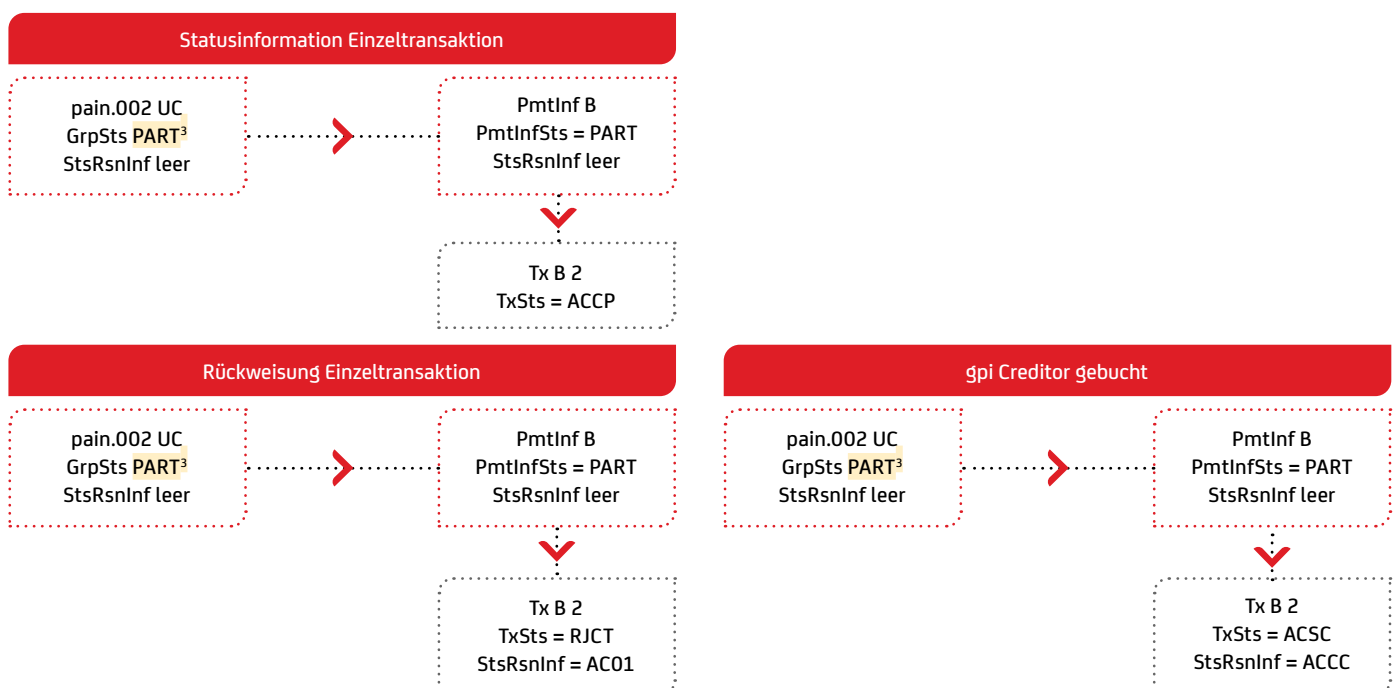 Statusinformation Einzeltransaktion
pain.002 UC
GrpSts PART³
StsRsnInf leer
PmtInf B
PmtInfSts = PART
StsRsnInf leer
Tx B 2
TxSts = ACCP
Rückweisung Einzeltransaktion
pain.002 UC
GrpSts PART³
StsRsnInf leer
PmtInf B
PmtInfSts = PART
StsRsnInf leer
Tx B 2
TxSts = RJCT
StsRsnInf = AC01
gpi Creditor gebucht
pain.002 UC
GrpSts PART³
StsRsnInf leer
PmtInf B
PmtInfSts = PART
StsRsnInf leer
Tx B 2
TxSts = ACSC
StsRsnInf = ACCC